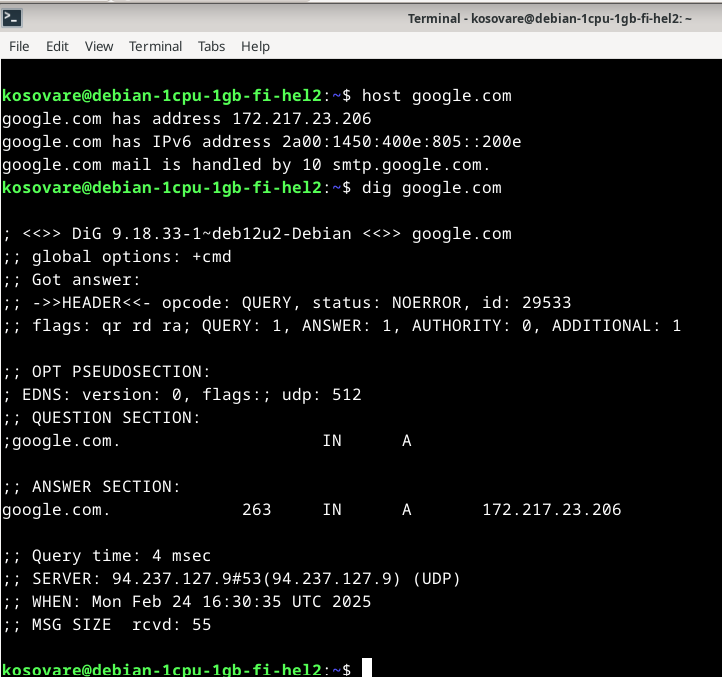 Terminal - kosovare@debian-1cpu-1gb-fi-hel2: ~
File Edit View Terminal Tabs Help
kosovare@debian-1cpu-1gb-fi-hel2:~$ host google.com
google.com has address 172.217.23.206
google.com has IPv6 address 2a00:1450:400e:805::200e
google.com mail is handled by 10 smtp.google.com.
kosovare@debian-1cpu-1gb-fi-hel2:~$ dig google.com

; <<>> DiG 9.18.33-1~deb12u2-Debian <<>> google.com
;; global options: +cmd
;; Got answer:
;; ->>HEADER<<- opcode: QUERY, status: NOERROR, id: 29533
;; flags: qr rd ra; QUERY: 1, ANSWER: 1, AUTHORITY: 0, ADDITIONAL: 1

;; OPT PSEUDOSECTION:
; EDNS: version: 0, flags:; udp: 512
;; QUESTION SECTION:
;google.com.                    IN      A

;; ANSWER SECTION:
google.com.             263     IN      A       172.217.23.206

;; Query time: 4 msec
;; SERVER: 94.237.127.9#53(94.237.127.9) (UDP)
;; WHEN: Mon Feb 24 16:30:35 UTC 2025
;; MSG SIZE  rcvd: 55

kosovare@debian-1cpu-1gb-fi-hel2:~$